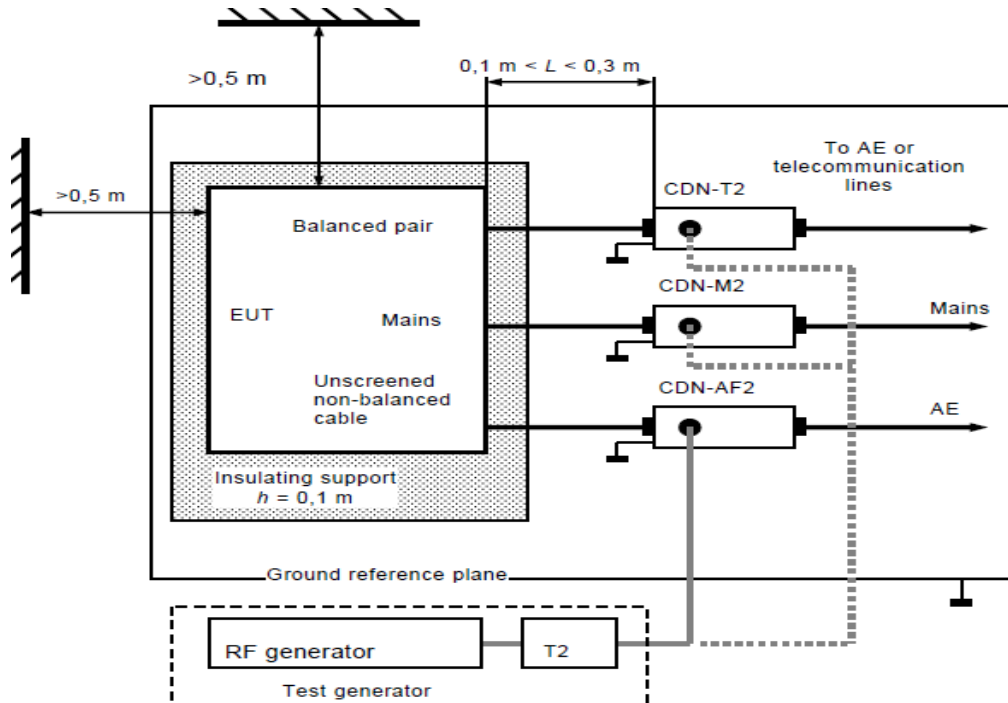 >0,5 m
0,1 m < L < 0,3 m
>0,5 m
To AE or
telecommunication
lines
CDN-T2
Balanced pair
CDN-M2
EUT
Mains
Mains
Unscreened
non-balanced
cable
CDN-AF2
AE
Insulating support
h = 0,1 m
Ground reference plane
RF generator
T2
Test generator